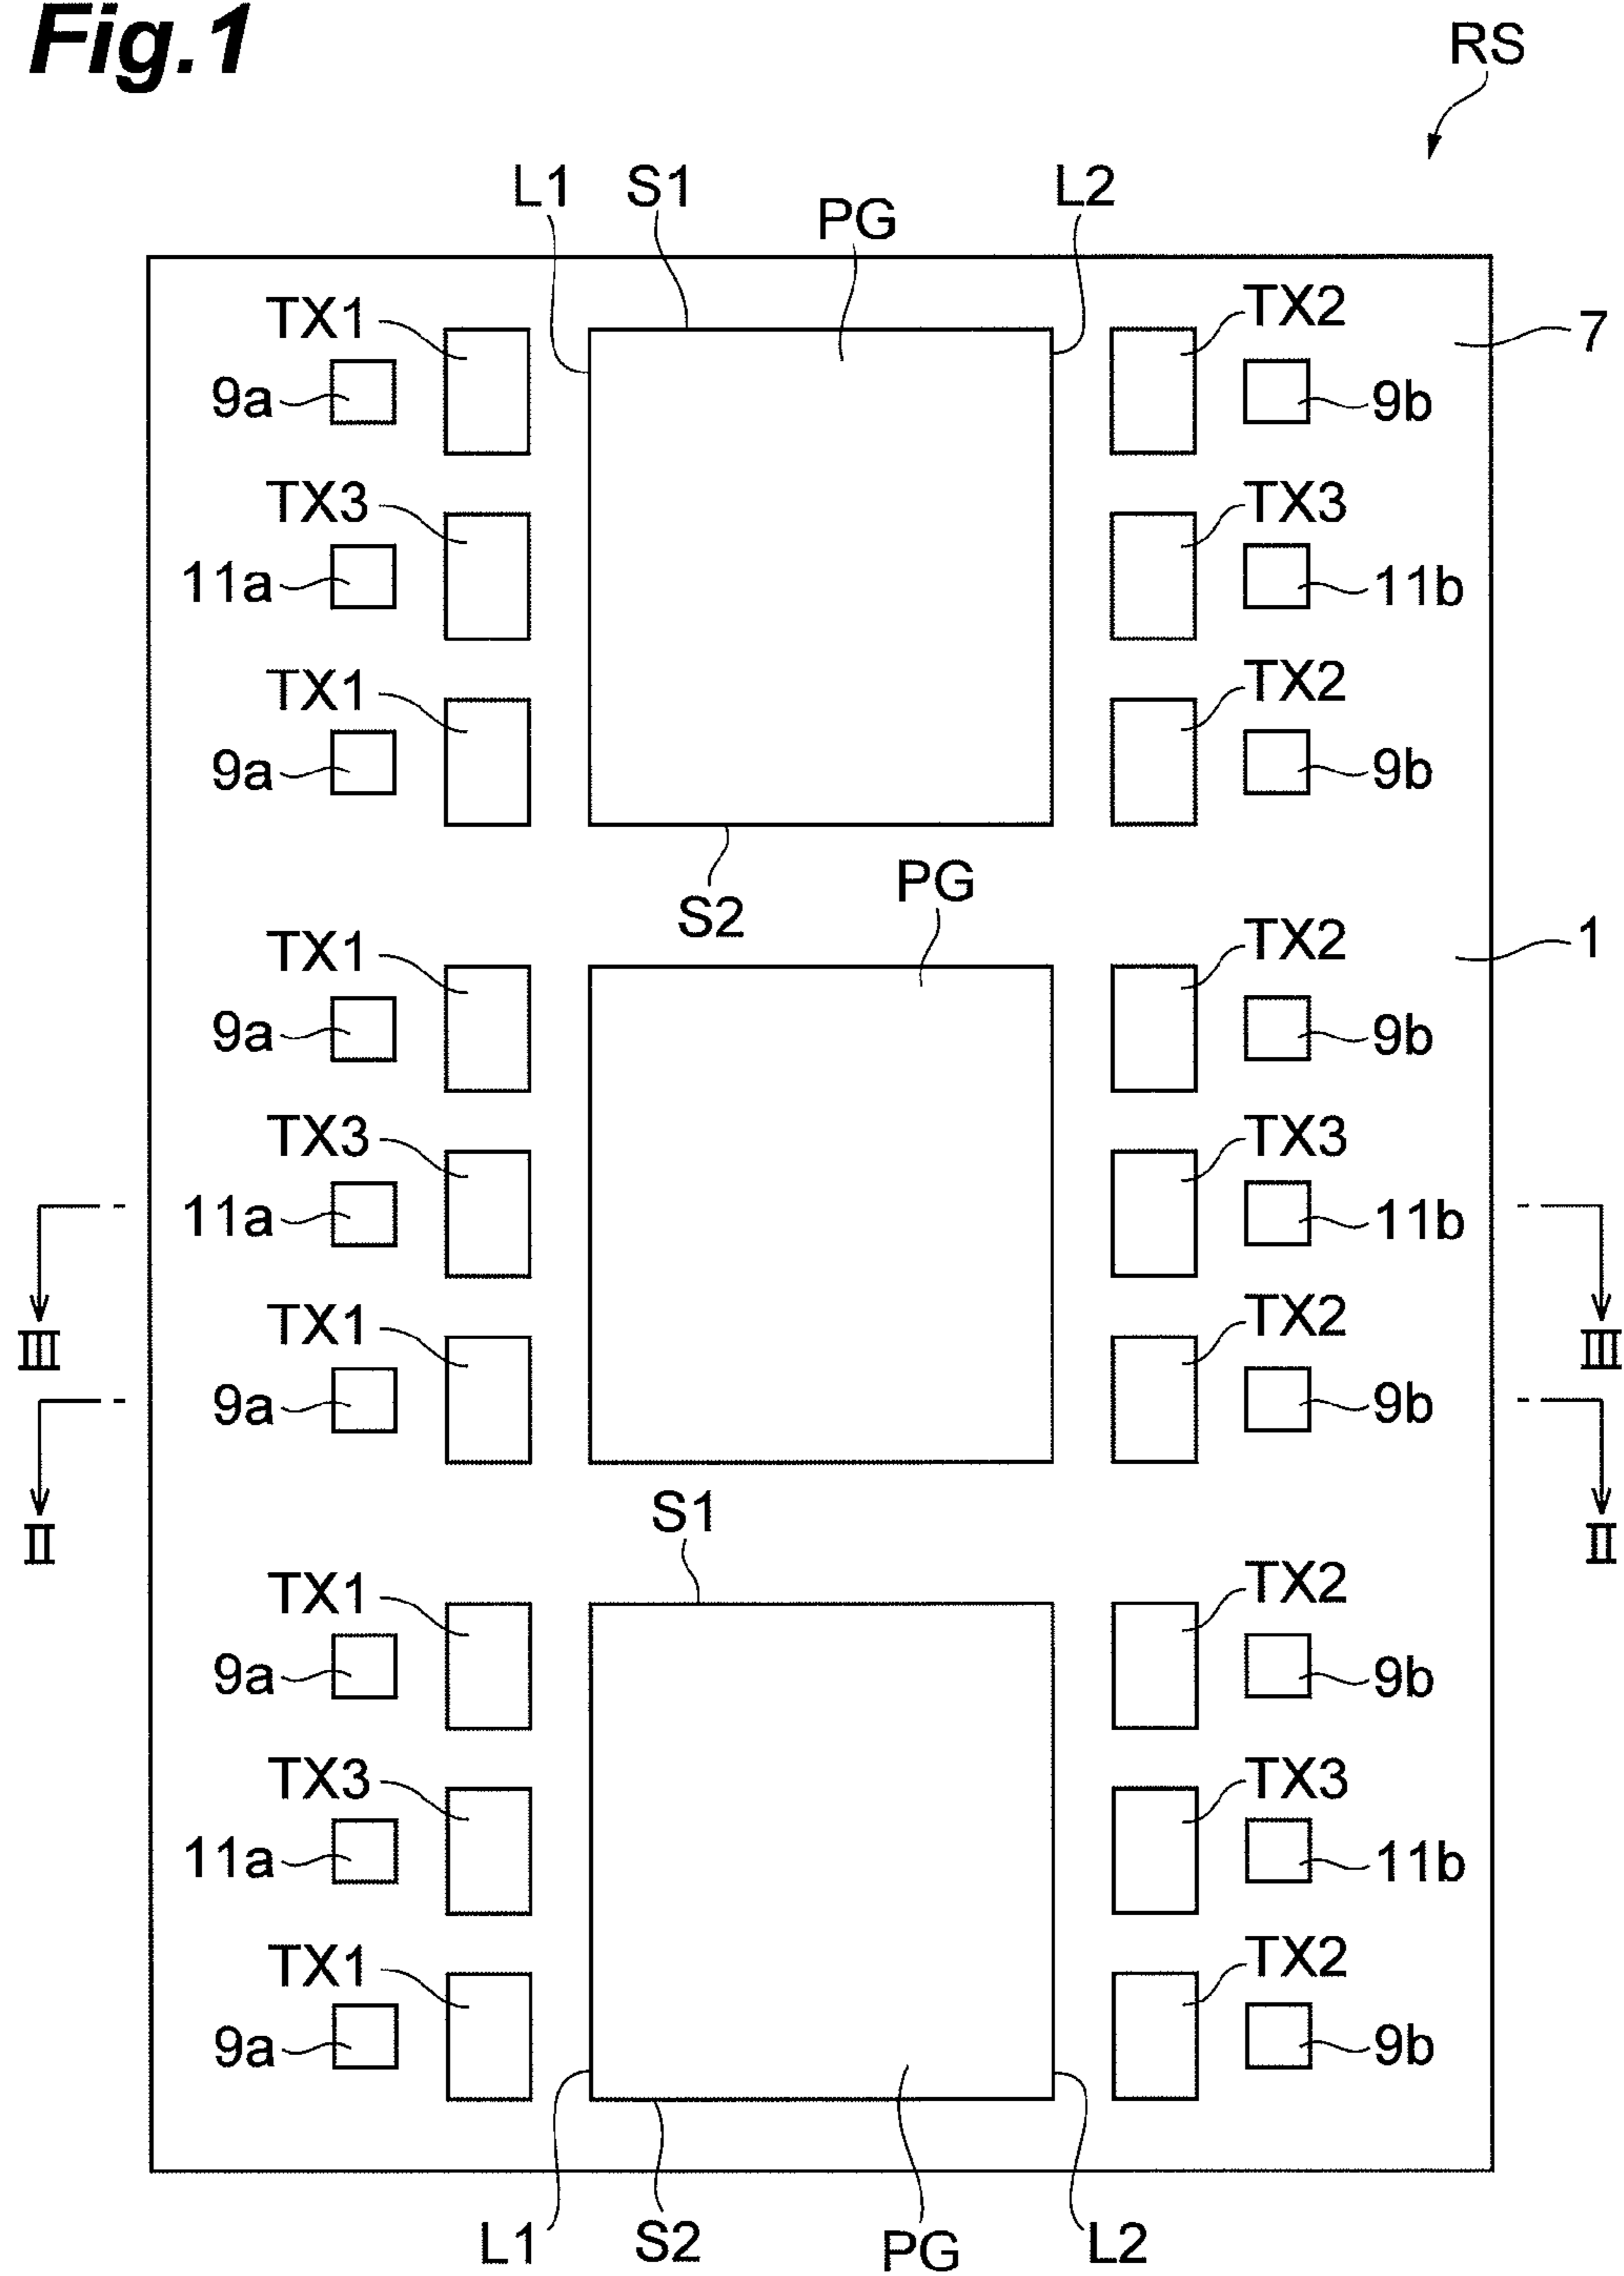 Fig.1
RS
L1 S1 PG L2
TX1 TX2 7
9a 9b
TX3 TX3
11a 11b
TX1 TX2
9a 9b
S2 PG
TX1 TX2 1
9a 9b
TX3 TX3
11a 11b
TX1 TX2
III III
9a 9b
S1
II II
TX1 TX2
9a 9b
TX3 TX3
11a 11b
TX1 TX2
9a 9b
L1 S2 PG L2